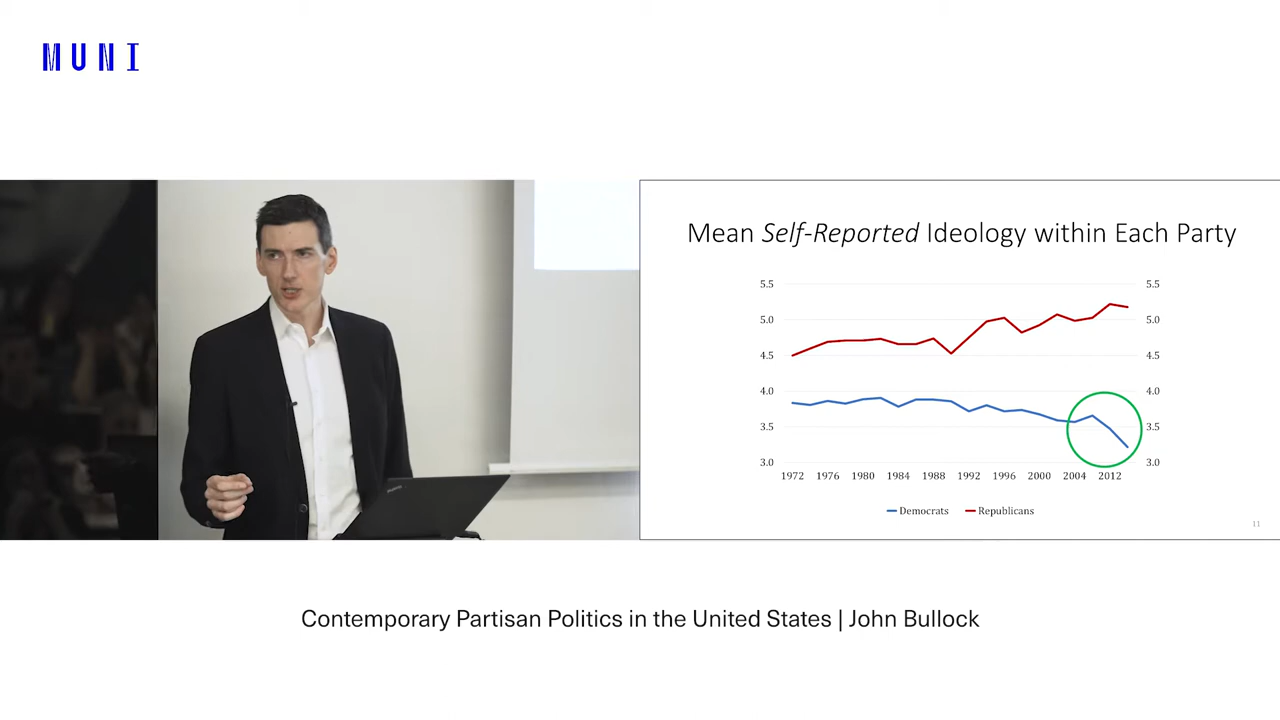 MUNI
Mean Self-Reported Ideology within Each Party
5.5 5.5
5.0 5.0
4.5 4.5
4.0 4.0
3.5 3.5
3.0 3.0
1972 1976 1980 1984 1988 1992 1996 2000 2004 2012
Democrats Republicans
11
Contemporary Partisan Politics in the United States | John Bullock